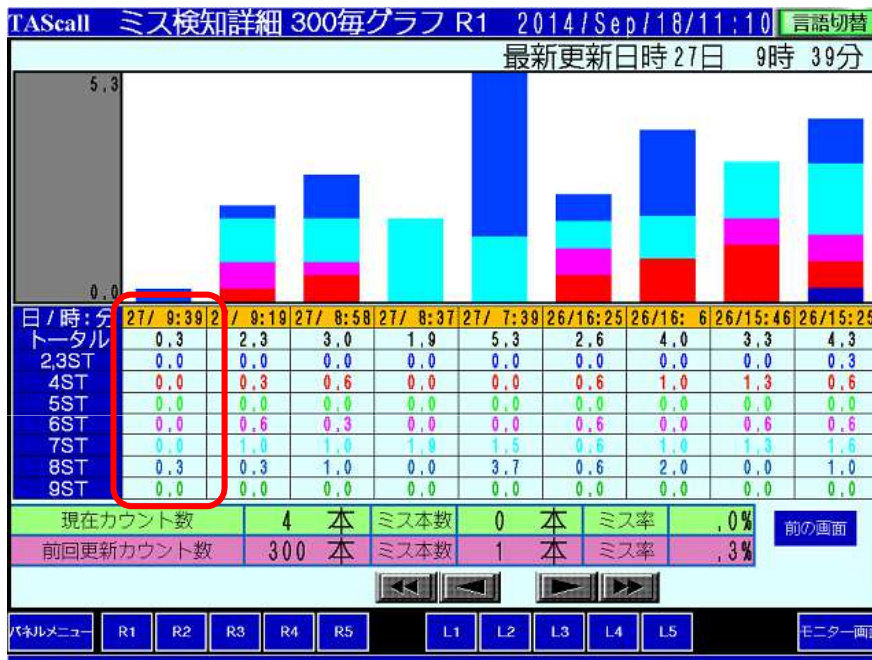 TAScall ミス検知詳細 300毎グラフ R1 2014/Sep/18/11:10 言語切替
最新更新日時27日 9時 39分
5.3
0.0
日/時:分 27/ 9:39 27/ 9:19 27/ 8:58 27/ 8:37 27/ 7:39 26/16:25 26/16: 6 26/15:46 26/15:25
トータル 0.3 2.3 3.0 1.9 5.3 2.6 4.0 3.3 4.3
2,3ST 0.0 0.0 0.0 0.0 0.0 0.0 0.0 0.0 0.3
4ST 0.0 0.3 0.6 0.0 0.0 0.6 1.0 1.3 0.6
5ST 0.0 0.0 0.0 0.0 0.0 0.0 0.0 0.0 0.0
6ST 0.0 0.6 0.3 0.0 0.0 0.6 0.0 0.6 0.6
7ST 0.0 1.0 1.0 1.9 1.5 0.6 1.0 1.3 1.6
8ST 0.3 0.3 1.0 0.0 3.7 0.6 2.0 0.0 1.0
9ST 0.0 0.0 0.0 0.0 0.0 0.0 0.0 0.0 0.0
現在カウント数 4 本 ミス本数 0 本 ミス率 .0%
前の画面
前回更新カウント数 300 本 ミス本数 1 本 ミス率 .3%
パネルメニュー R1 R2 R3 R4 R5 L1 L2 L3 L4 L5 モニター画面